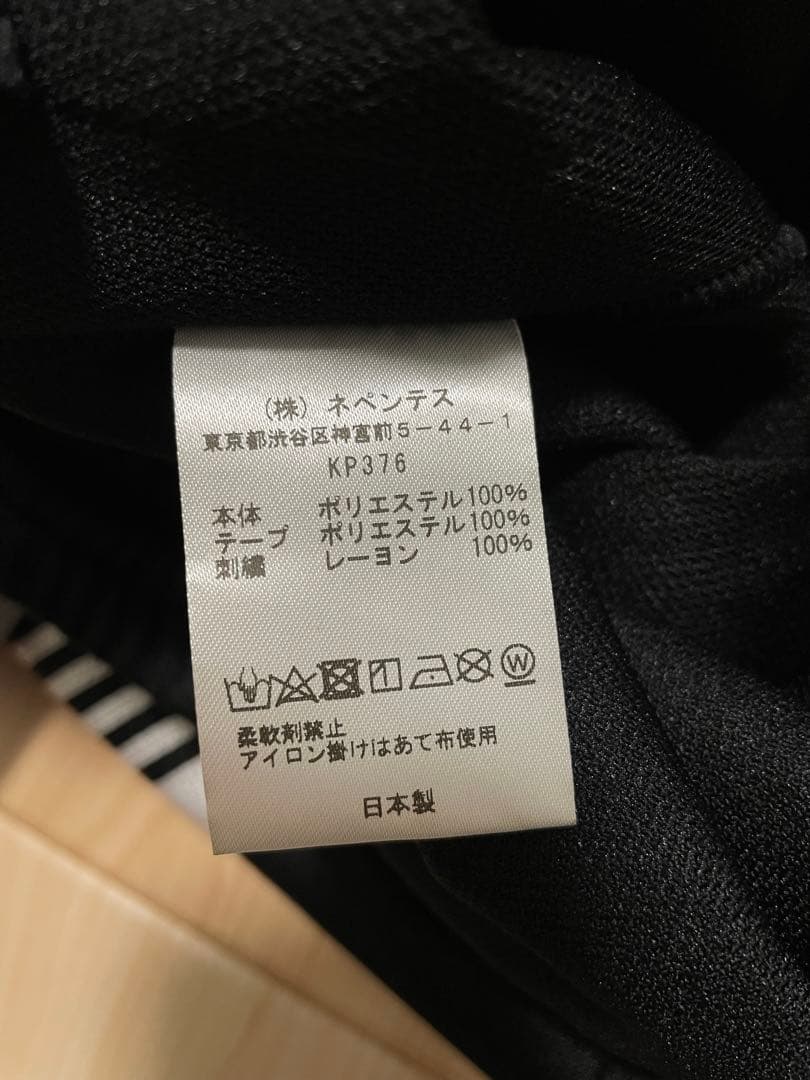 （株）ネペンテス
東京都渋谷区神宮前5-44-1
KP376
本体 ポリエステル100%
テープ ポリエステル100%
刺繍 レーヨン 100%
W
柔軟剤禁止
アイロン掛けはあて布使用
日本製